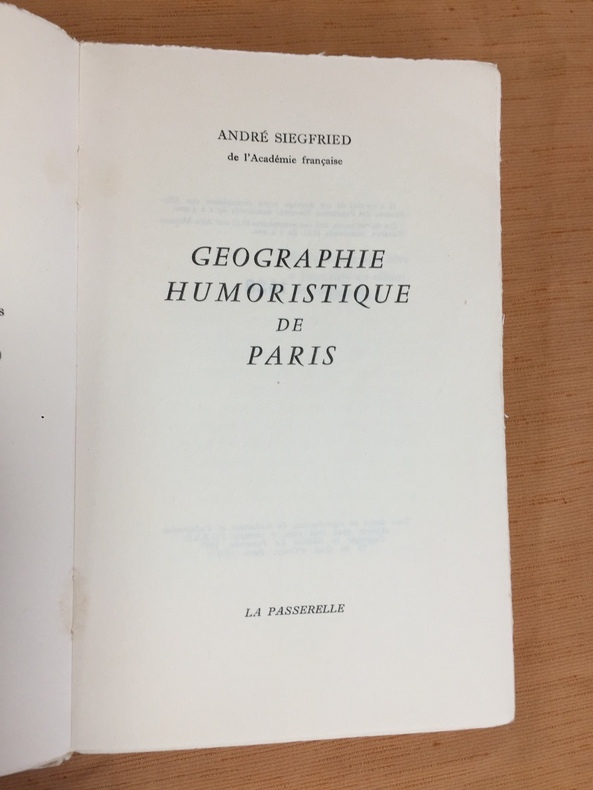 ANDRÉ SIEGFRIED
de l'Académie française
GEOGRAPHIE
HUMORISTIQUE
DE
PARIS
LA PASSERELLE
s
)